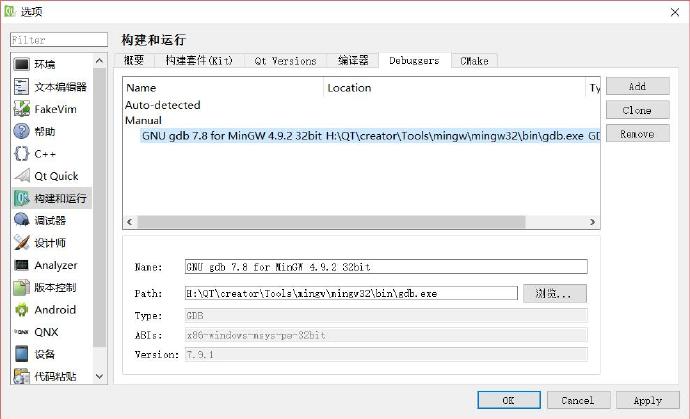 选项
Filter
环境
文本编辑器
FakeVim
帮助
C++
Qt Quick
构建和运行
调试器
设计师
Analyzer
版本控制
Android
QNX
设备
代码粘贴
构建和运行
概要 构建套件(Kit) Qt Versions 编译器 Debuggers CMake
Name Location Ty
Auto-detected
Manual
GNU gdb 7.8 for MinGW 4.9.2 32bit H:\QT\creator\Tools\mingw\mingw32\bin\gdb.exe GD
Add
Clone
Remove
Name: GNU gdb 7.8 for MinGW 4.9.2 32bit
Path: H:\QT\creator\Tools\mingw\mingw32\bin\gdb.exe 浏览...
Type: GDB
ABIs: x86-windows-msys-pe-32bit
Version: 7.9.1
OK Cancel Apply